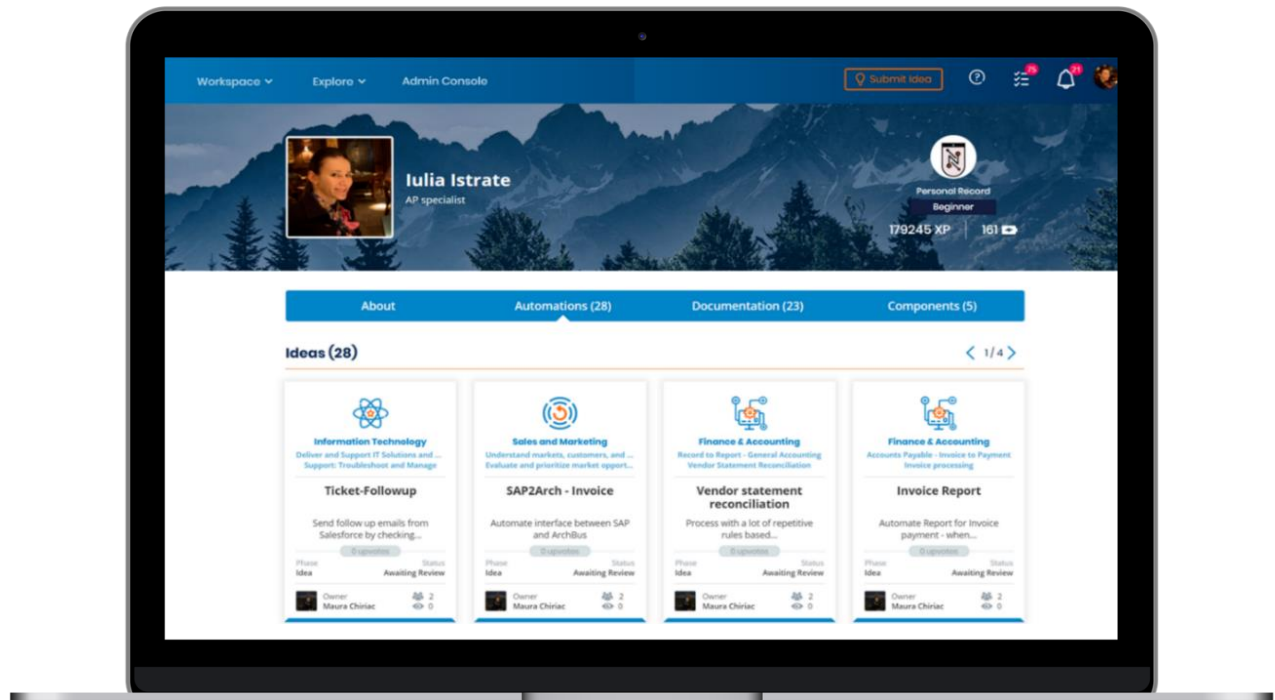 Workspace
Explore
Admin Console
Submit Idea
75
21
Iulia Istrate
AP specialist
Personal Record
Beginner
179245 XP
161
About
Automations (28)
Documentation (23)
Components (5)
Ideas (28)
1/4
Information Technology
Deliver and Support IT Solutions and ...
Support: Troubleshoot and Manage
Ticket-Followup
Send follow up emails from
Salesforce by checking...
0 upvotes
Phase Status
Idea Awaiting Review
Owner 2
Maura Chiriac 0
Sales and Marketing
Understand markets, customers, and ...
Evaluate and prioritize market opport...
SAP2Arch - Invoice
Automate interface between SAP
and ArchBus
0 upvotes
Phase Status
Idea Awaiting Review
Owner 2
Maura Chiriac 0
Finance & Accounting
Record to Report - General Accounting
Vendor Statement Reconciliation
Vendor statement
reconciliation
Process with a lot of repetitive
rules based...
0 upvotes
Phase Status
Idea Awaiting Review
Owner 2
Maura Chiriac 0
Finance & Accounting
Accounts Payable - Invoice to Payment
Invoice processing
Invoice Report
Automate Report for Invoice
payment - when...
0 upvotes
Phase Status
Idea Awaiting Review
Owner 2
Maura Chiriac 0